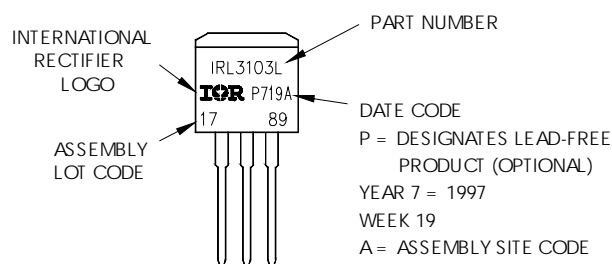 INTERNATIONAL
RECTIFIER
LOGO
ASSEMBLY
LOT CODE
IRL3103L
IOR P719A
17 89
PART NUMBER
DATE CODE
P = DESIGNATES LEAD-FREE
PRODUCT (OPTIONAL)
YEAR 7 = 1997
WEEK 19
A = ASSEMBLY SITE CODE